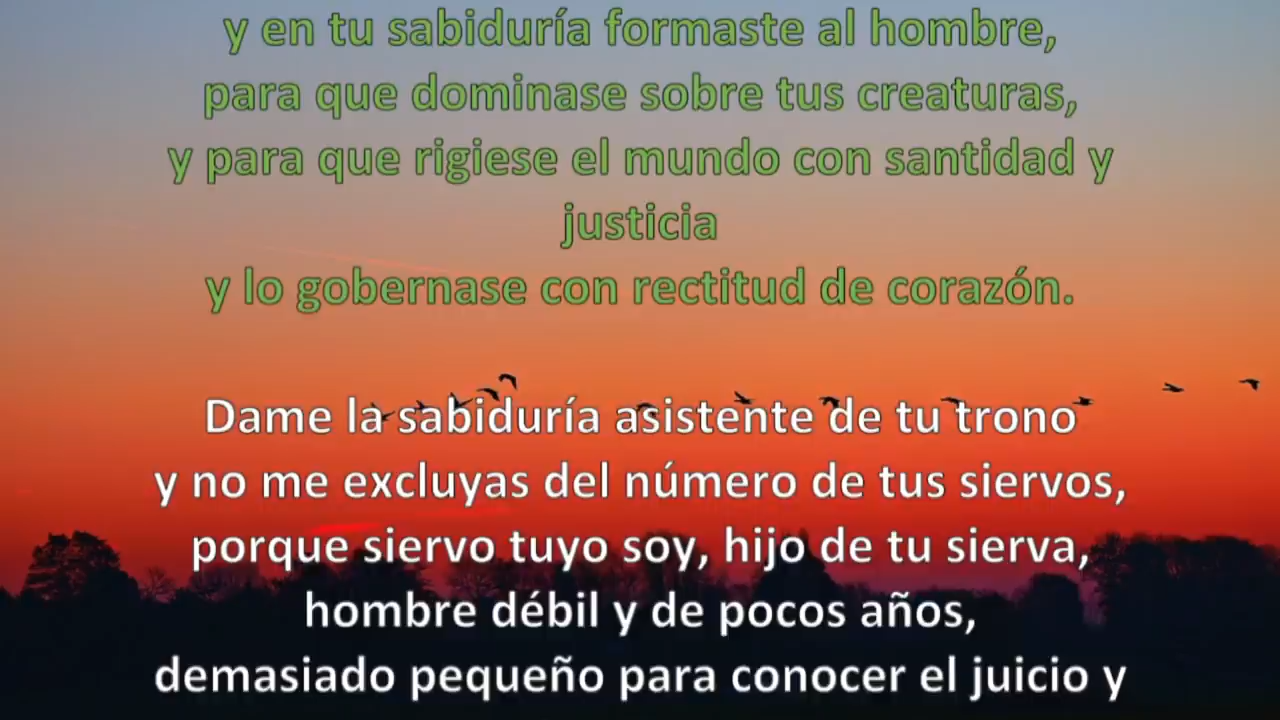 y en tu sabiduría formaste al hombre,
para que dominase sobre tus creaturas,
y para que rigiese el mundo con santidad y
justicia
y lo gobernase con rectitud de corazón.
Dame la sabiduría asistente de tu trono
y no me excluyas del número de tus siervos,
porque siervo tuyo soy, hijo de tu sierva,
hombre débil y de pocos años,
demasiado pequeño para conocer el juicio y